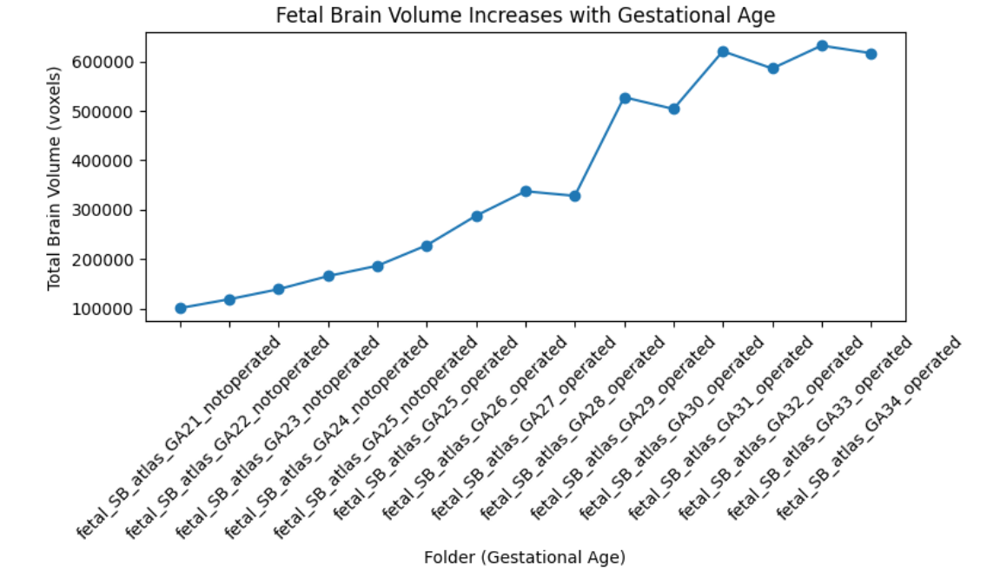 Fetal Brain Volume Increases with Gestational Age
Total Brain Volume (voxels)
600000
500000
400000
300000
200000
100000
fetal_SB_atlas_GA21_notoperated
fetal_SB_atlas_GA22_notoperated
fetal_SB_atlas_GA23_notoperated
fetal_SB_atlas_GA24_notoperated
fetal_SB_atlas_GA25_notoperated
fetal_SB_atlas_GA25_operated
fetal_SB_atlas_GA26_operated
fetal_SB_atlas_GA27_operated
fetal_SB_atlas_GA28_operated
fetal_SB_atlas_GA29_operated
fetal_SB_atlas_GA30_operated
fetal_SB_atlas_GA31_operated
fetal_SB_atlas_GA32_operated
fetal_SB_atlas_GA33_operated
fetal_SB_atlas_GA34_operated
Folder (Gestational Age)